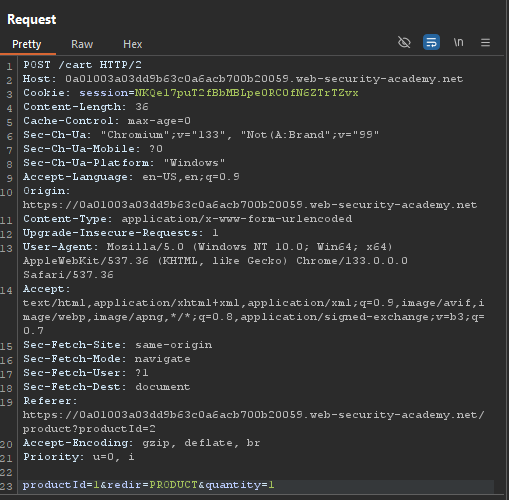 Request
Pretty Raw Hex \n
1 POST /cart HTTP/2
2 Host: 0a01003a03dd9b63c0a6acb700b20059.web-security-academy.net
3 Cookie: session=NKQel7puT2fBbMBLpe0RC0fN6ZTrTZvx
4 Content-Length: 36
5 Cache-Control: max-age=0
6 Sec-Ch-Ua: "Chromium";v="133", "Not(A:Brand";v="99"
7 Sec-Ch-Ua-Mobile: ?0
8 Sec-Ch-Ua-Platform: "Windows"
9 Accept-Language: en-US,en;q=0.9
10 Origin:
https://0a01003a03dd9b63c0a6acb700b20059.web-security-academy.net
11 Content-Type: application/x-www-form-urlencoded
12 Upgrade-Insecure-Requests: 1
13 User-Agent: Mozilla/5.0 (Windows NT 10.0; Win64; x64)
AppleWebKit/537.36 (KHTML, like Gecko) Chrome/133.0.0.0
Safari/537.36
14 Accept:
text/html,application/xhtml+xml,application/xml;q=0.9,image/avif,i
mage/webp,image/apng,*/*;q=0.8,application/signed-exchange;v=b3;q=
0.7
15 Sec-Fetch-Site: same-origin
16 Sec-Fetch-Mode: navigate
17 Sec-Fetch-User: ?1
18 Sec-Fetch-Dest: document
19 Referer:
https://0a01003a03dd9b63c0a6acb700b20059.web-security-academy.net/
product?productId=2
20 Accept-Encoding: gzip, deflate, br
21 Priority: u=0, i
22
23 productId=1&redir=PRODUCT&quantity=1